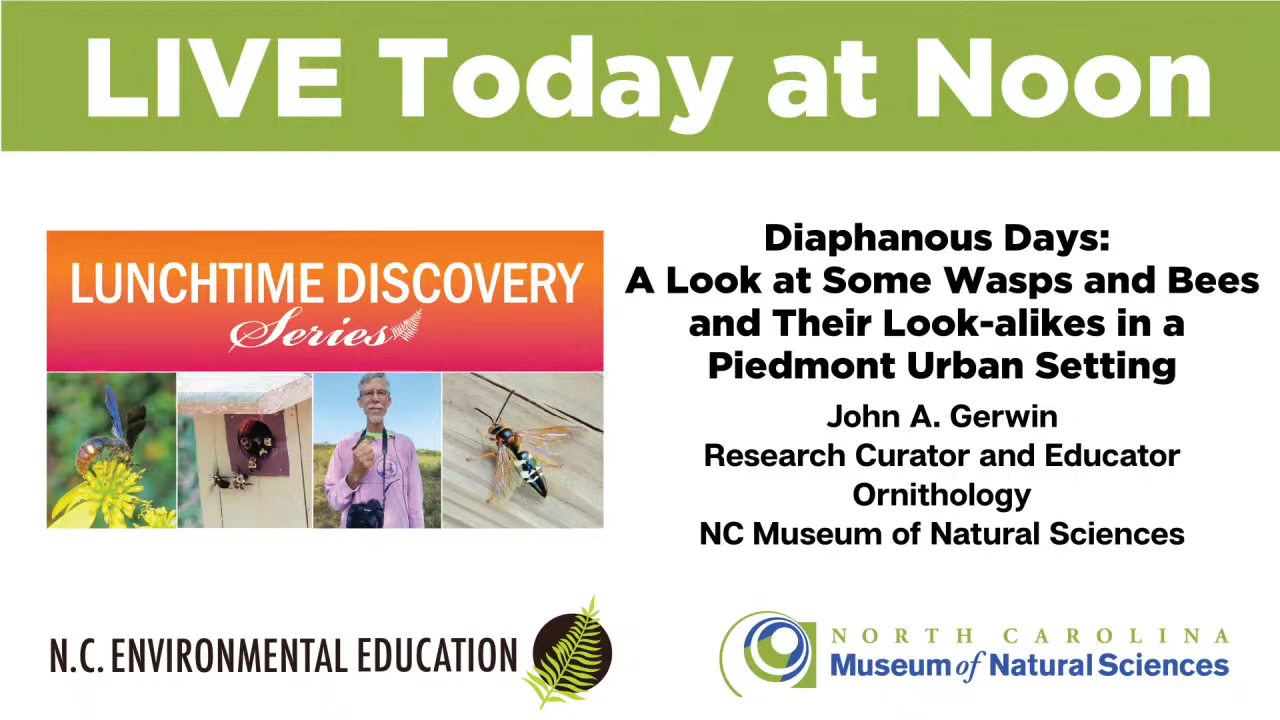 LIVE Today at Noon
LUNCHTIME DISCOVERY
Series
Diaphanous Days:
A Look at Some Wasps and Bees
and Their Look-alikes in a
Piedmont Urban Setting
John A. Gerwin
Research Curator and Educator
Ornithology
NC Museum of Natural Sciences
N.C. ENVIRONMENTAL EDUCATION
NORTH CAROLINA
Museum of Natural Sciences